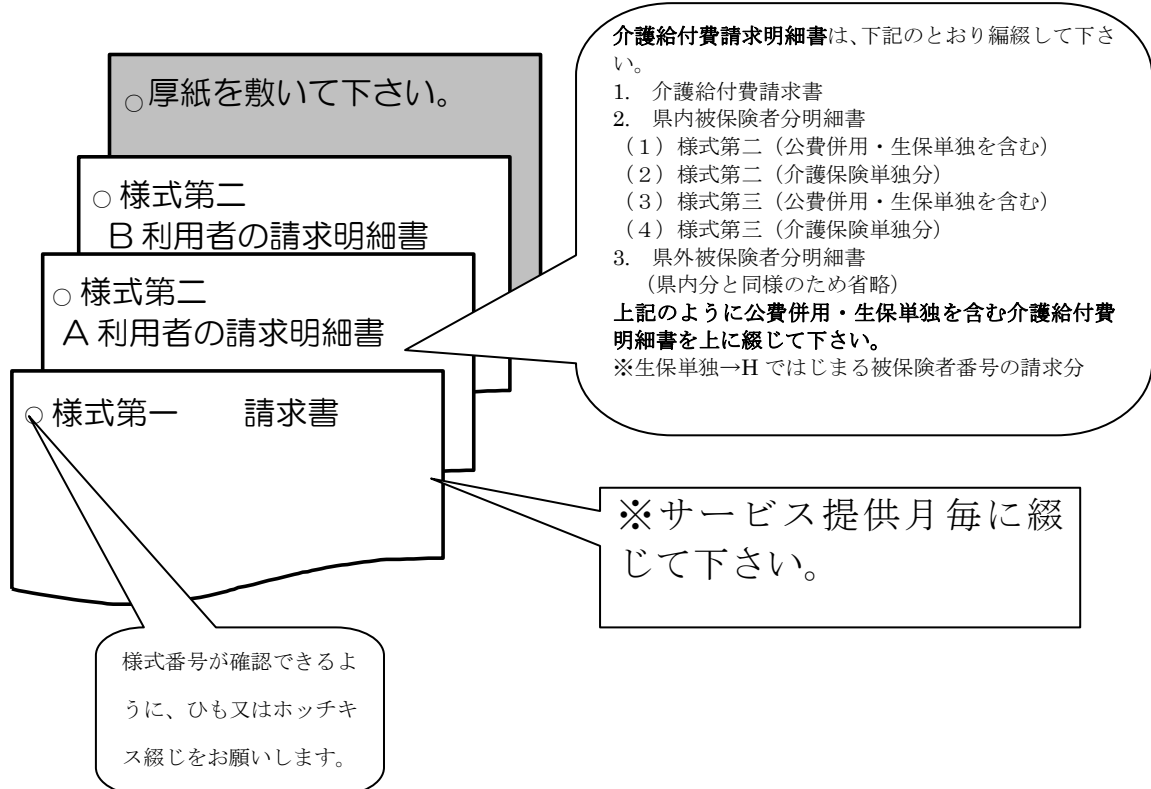 ○厚紙を敷いて下さい。
○ 様式第二
B 利用者の請求明細書
○ 様式第二
A 利用者の請求明細書
○ 様式第一　　請求書
介護給付費請求明細書は、下記のとおり編綴して下さ
い。
1.　介護給付費請求書
2.　県内被保険者分明細書
（１）様式第二（公費併用・生保単独を含む）
（２）様式第二（介護保険単独分）
（３）様式第三（公費併用・生保単独を含む）
（４）様式第三（介護保険単独分）
3.　県外被保険者分明細書
（県内分と同様のため省略）
上記のように公費併用・生保単独を含む介護給付費
明細書を上に綴じて下さい。
※生保単独→H ではじまる被保険者番号の請求分
※サービス提供月毎に綴
じて下さい。
様式番号が確認できるよ
うに、ひも又はホッチキ
ス綴じをお願いします。